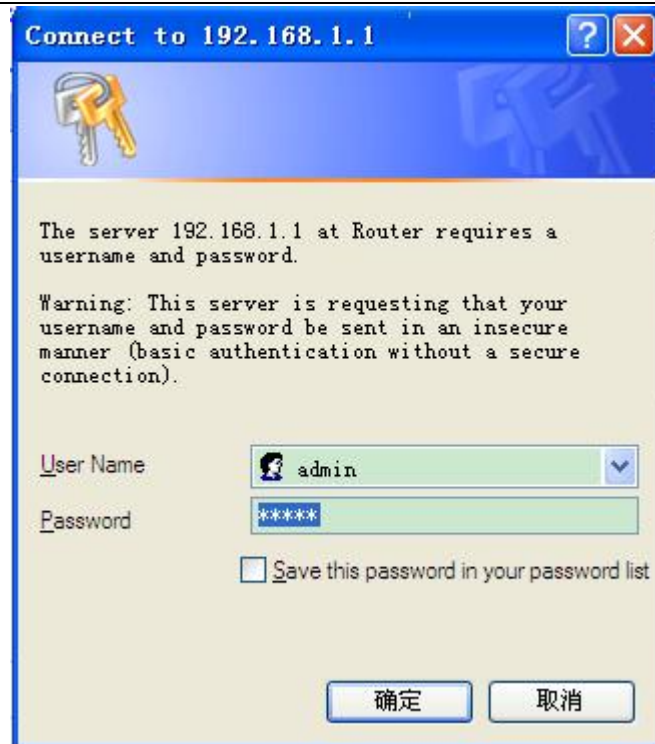 Connect to 192.168.1.1
?
The server 192.168.1.1 at Router requires a
username and password.
Warning: This server is requesting that your
username and password be sent in an insecure
manner (basic authentication without a secure
connection).
User Name
admin
Password
*****
Save this password in your password list
确定
取消